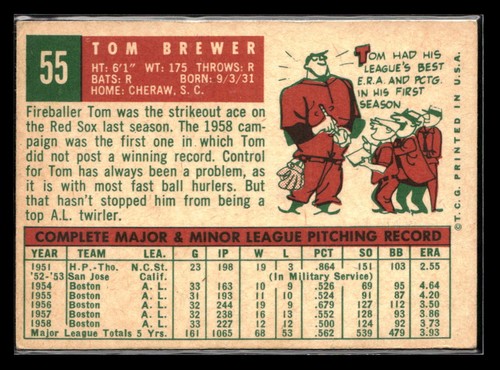 55
TOM BREWER
HT: 6'1" WT: 175 THROWS: R
BATS: R BORN: 9/3/31
HOME: CHERAW, S. C.
Fireballer Tom was the strikeout ace on
the Red Sox last season. The 1958 cam-
paign was the first one in which Tom
did not post a winning record. Control
for Tom has always been a problem, as
it is with most fast ball hurlers. But
that hasn't stopped him from being a
top A.L. twirler.
TOM HAD HIS
LEAGUE'S BEST
E.R.A. AND PCTG.
IN HIS FIRST
SEASON
©T.C.G. PRINTED IN U.S.A.
COMPLETE MAJOR & MINOR LEAGUE PITCHING RECORD
YEAR TEAM LEA. G IP W L PCT SO BB ERA
1951 H.P.-Tho. N.C.St. 23 198 19 3 .864 151 103 2.55
'52-'53 San Jose Calif. (In Military Service)
1954 Boston A. L. 33 163 10 9 .526 69 95 4.64
1955 Boston A. L. 31 193 11 10 .524 91 87 4.20
1956 Boston A. L. 32 244 19 9 .679 127 112 3.50
1957 Boston A. L. 32 238 16 13 .552 128 93 3.86
1958 Boston A. L. 33 227 12 12 .500 124 93 3.73
Major League Totals 5 Yrs. 161 1065 68 53 .562 539 479 3.93